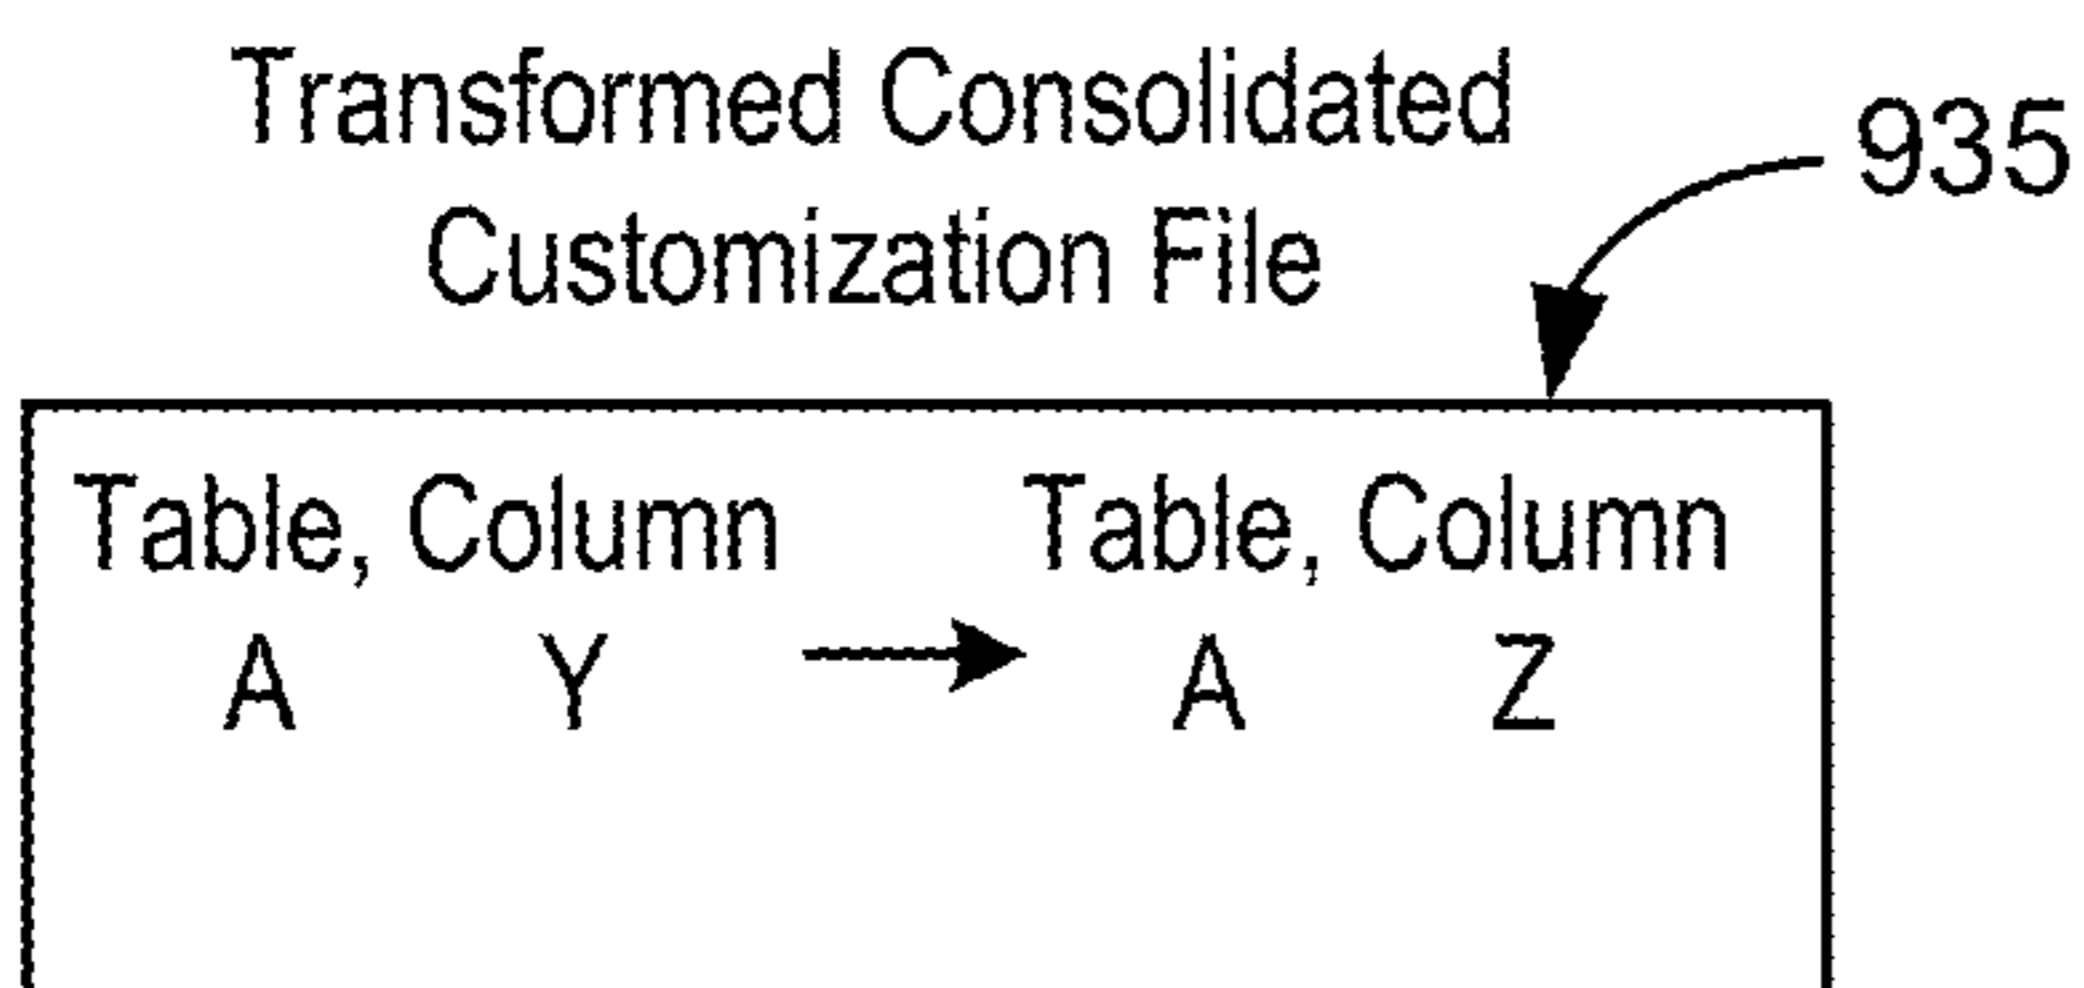 Transformed Consolidated
Customization File
935
Table, Column Table, Column
A Y → A Z